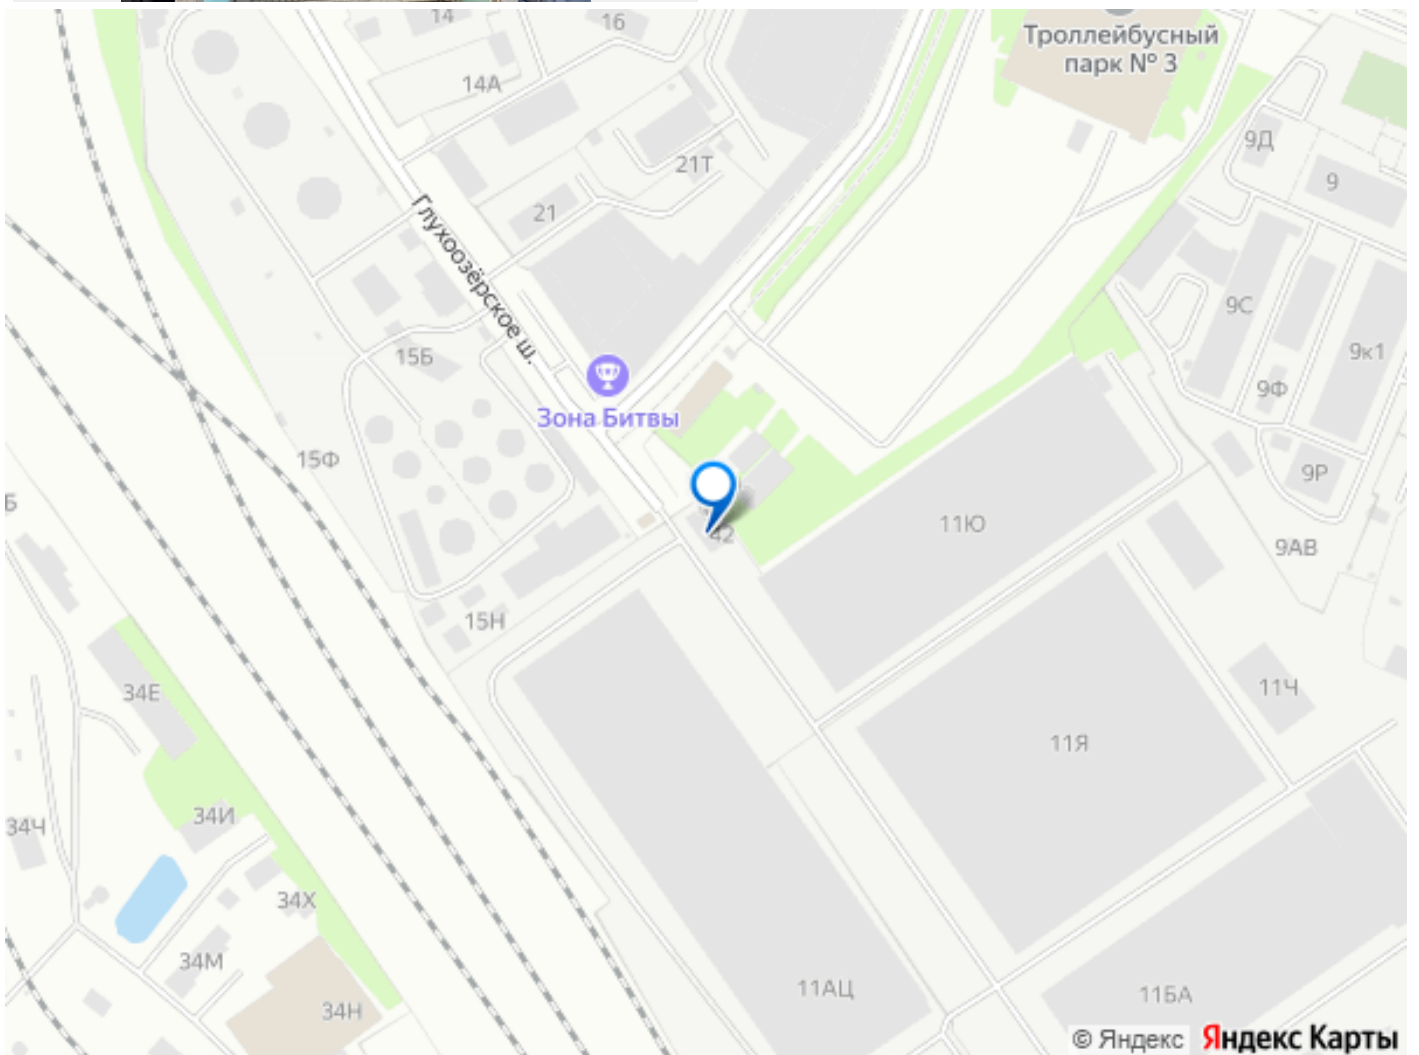 14
16
Троллейбусный
парк № 3
14А
9Д
21Т
9
21
Глухоозёрское ш.
9С
15Б
9к1
9Ф
Зона Битвы
15Ф
9Р
Б
11Ю
42
9АВ
15Н
34Е
11Ч
11Я
34И
34Ч
34Х
34М
11АЦ
11БА
34Н
© Яндекс Яндекс Карты